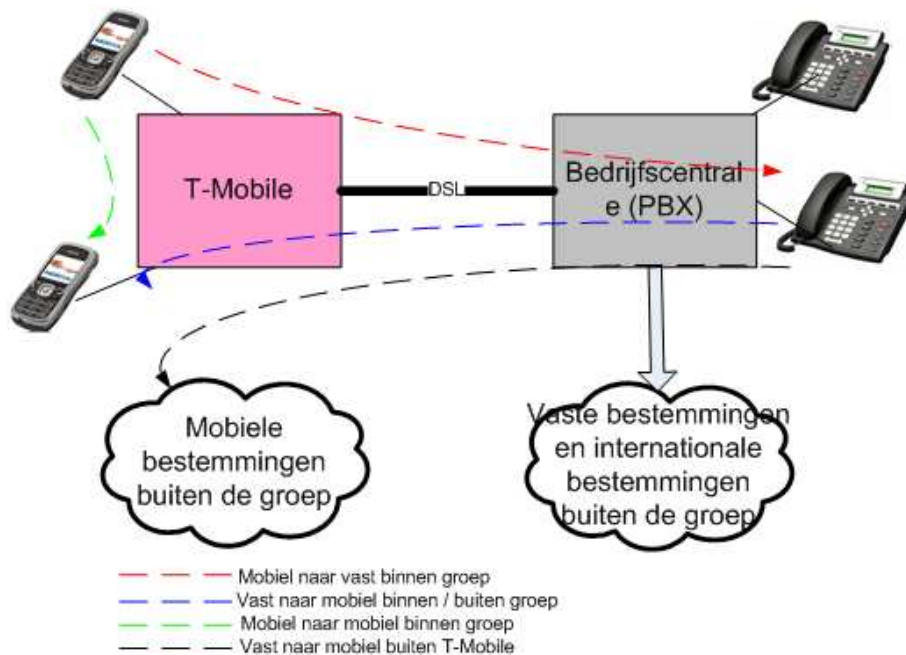 T-Mobile
DSL
Bedrijfscentral
e (PBX)
Mobiele
bestemmingen
buiten de groep
Vaste bestemmingen
en internationale
bestemmingen
buiten de groep
Mobiel naar vast binnen groep
Vast naar mobiel binnen / buiten groep
Mobiel naar mobiel binnen groep
Vast naar mobiel buiten T-Mobile